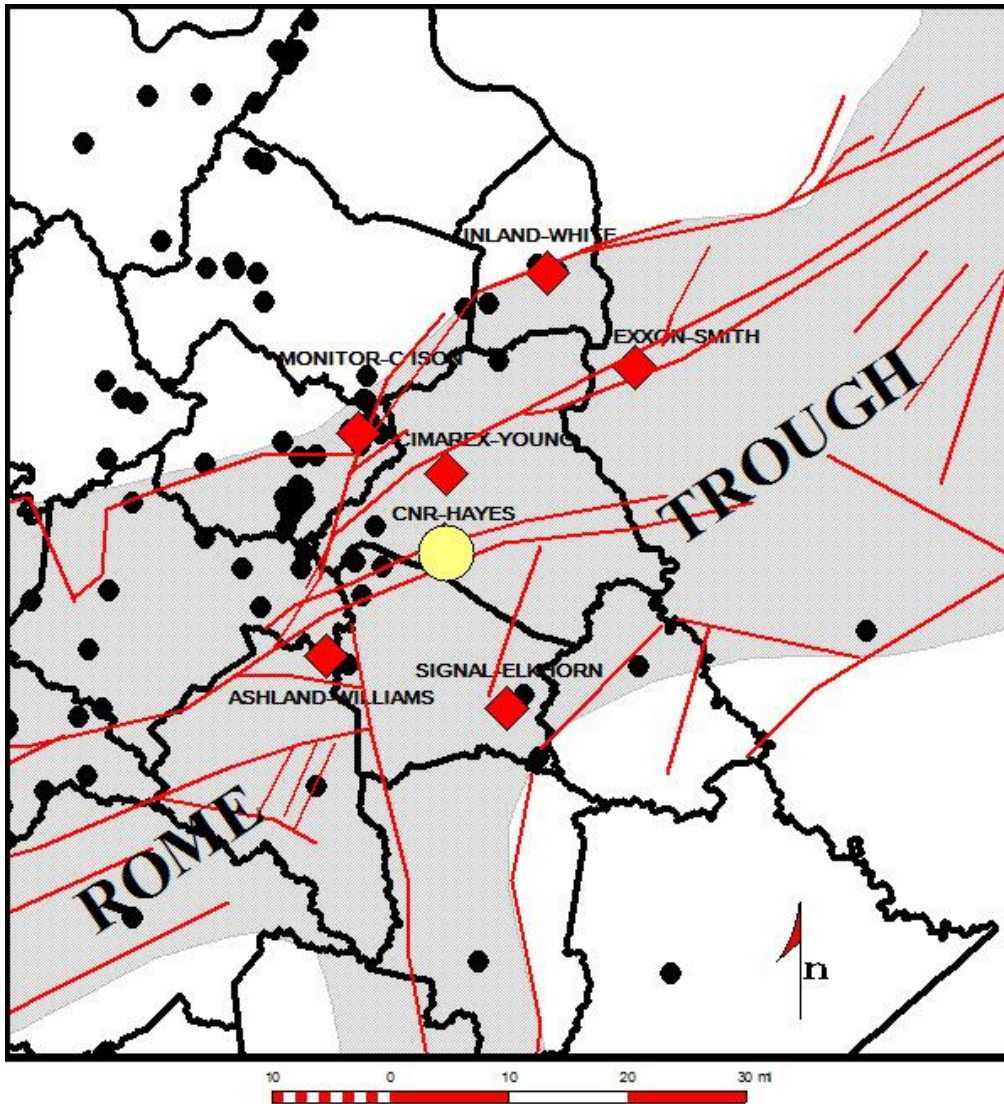 INLAND-WHITE
EXXON-SMITH
MONITOR-C ISON
CIMAREX-YOUNG
CNR-HAYES
TROUGH
SIGNAL-ELKHORN
ASHLAND-WILLIAMS
ROME
n
10 0 10 20 30 mi